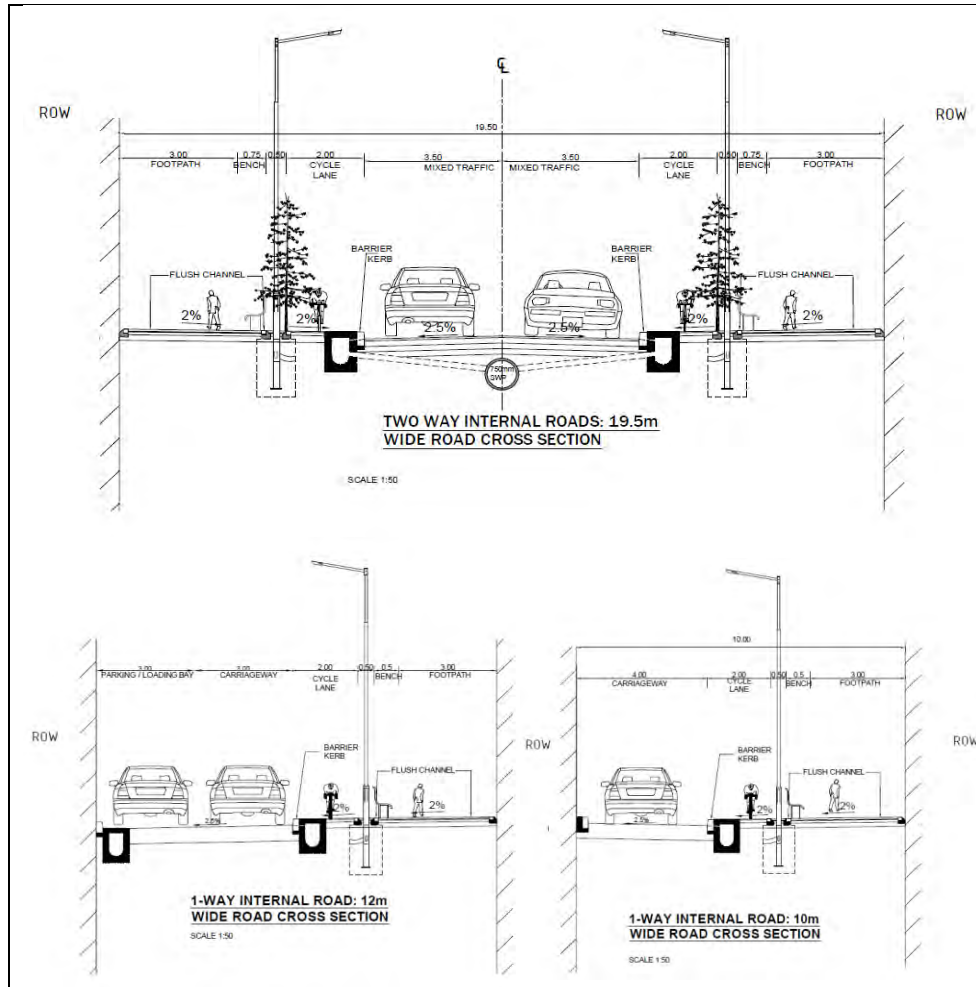 ROW
ROW
℄
19.50
3.00 0.75 0.50 2.00 3.50 3.50 2.00 0.50 0.75 3.00
FOOTPATH BENCH CYCLE LANE MIXED TRAFFIC MIXED TRAFFIC CYCLE LANE BENCH FOOTPATH
BARRIER KERB
BARRIER KERB
FLUSH CHANNEL
FLUSH CHANNEL
2% 2% 2.5% 2.5% 2% 2%
750mm
SWP
TWO WAY INTERNAL ROADS: 19.5m
WIDE ROAD CROSS SECTION
SCALE 1:50
3.00 3.00 2.00 0.50 0.5 3.00
PARKING / LOADING BAY CARRIAGEWAY CYCLE LANE BENCH FOOTPATH
ROW
ROW
BARRIER
KERB
FLUSH CHANNEL
2.5% 2% 2%
1-WAY INTERNAL ROAD: 12m
WIDE ROAD CROSS SECTION
SCALE 1:50
10.00
4.00 2.00 0.50 0.5 3.00
CARRIAGEWAY CYCLE LANE BENCH FOOTPATH
ROW
BARRIER
KERB
FLUSH CHANNEL
2.5% 2% 2%
1-WAY INTERNAL ROAD: 10m
WIDE ROAD CROSS SECTION
SCALE 1:50